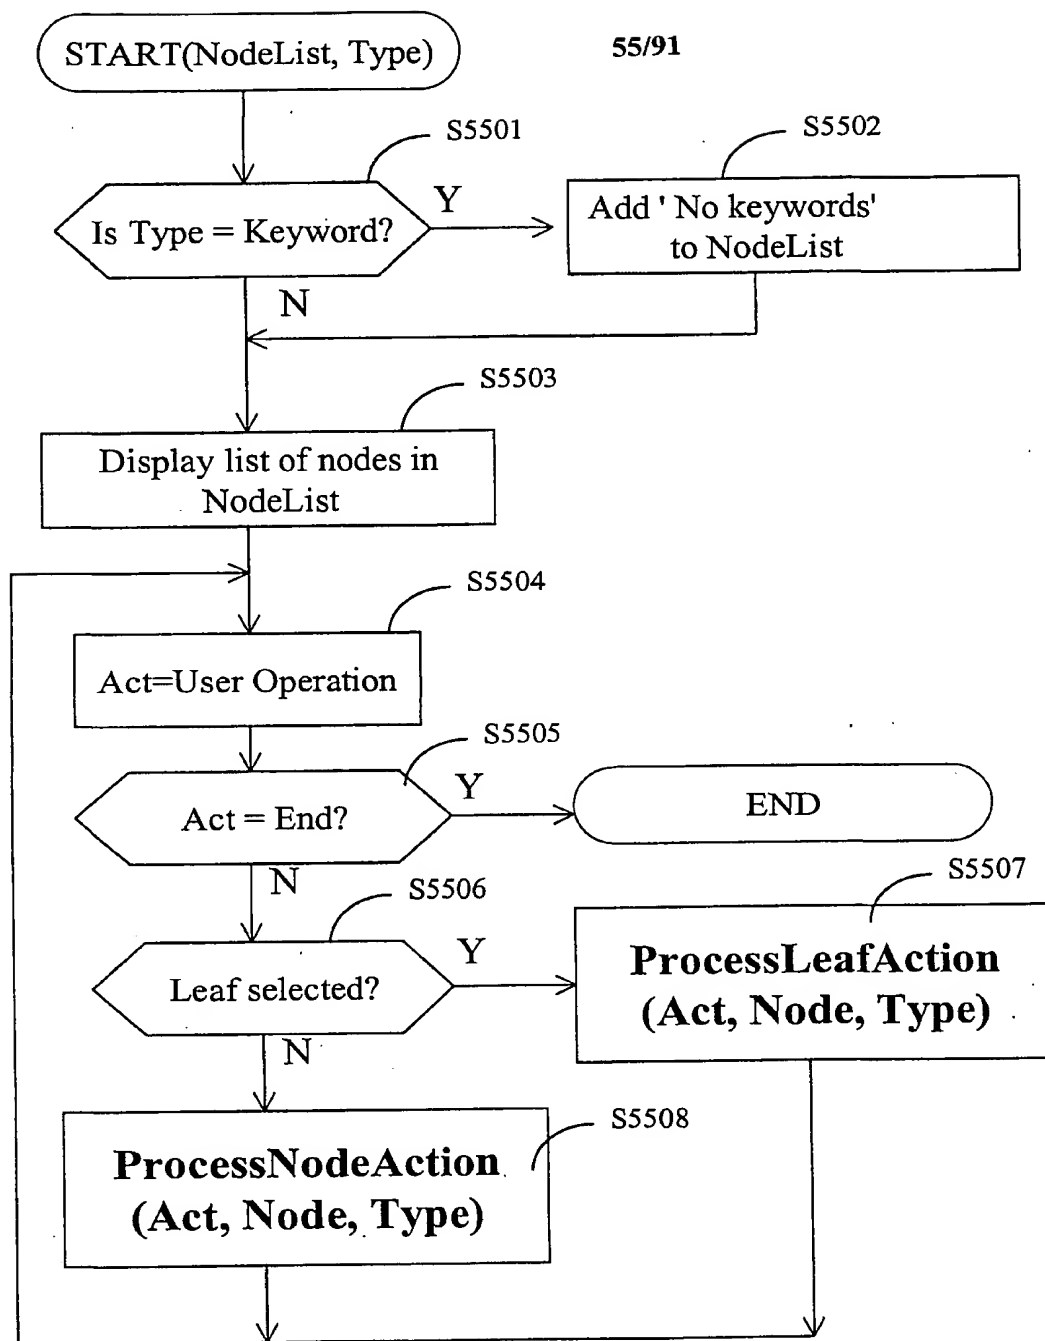 START(NodeList, Type)
55/91
S5501
S5502
Is Type = Keyword?
Y
Add ' No keywords'
to NodeList
N
S5503
Display list of nodes in
NodeList
S5504
Act=User Operation
S5505
Act = End?
Y
END
N
S5506
S5507
Leaf selected?
Y
ProcessLeafAction
(Act, Node, Type)
N
S5508
ProcessNodeAction
(Act, Node, Type)